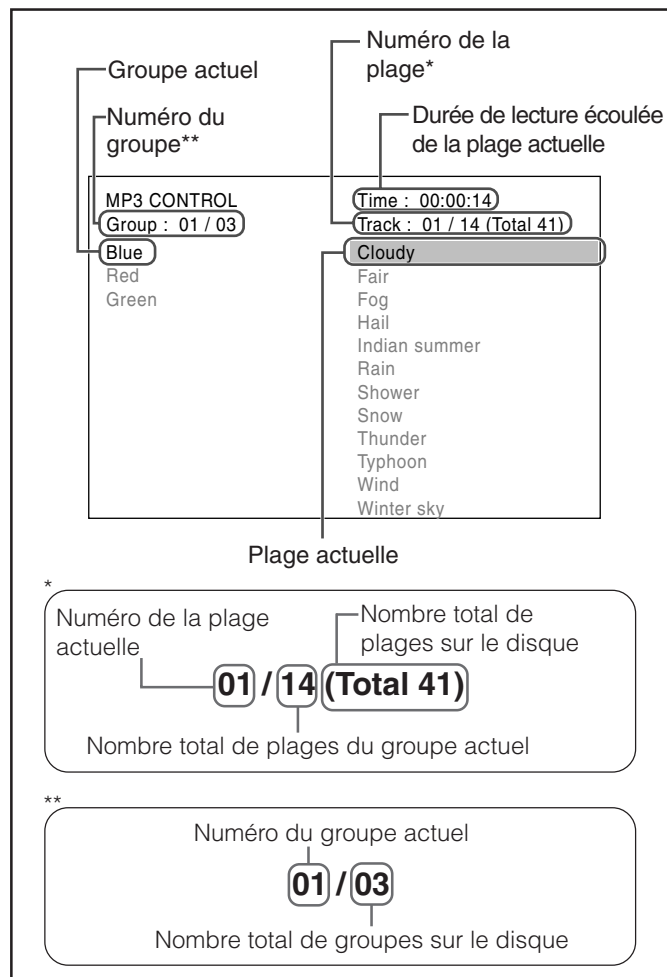 Numéro de la
plage*
Groupe actuel
Numéro du
groupe**
Durée de lecture écoulée
de la plage actuelle
MP3 CONTROL
Group : 01 / 03
Blue
Red
Green
Time : 00:00:14
Track : 01 / 14 (Total 41)
Cloudy
Fair
Fog
Hail
Indian summer
Rain
Shower
Snow
Thunder
Typhoon
Wind
Winter sky
Plage actuelle
*
Numéro de la plage
actuelle
Nombre total de
plages sur le disque
01 / 14 (Total 41)
Nombre total de plages du groupe actuel
**
Numéro du groupe actuel
01 / 03
Nombre total de groupes sur le disque